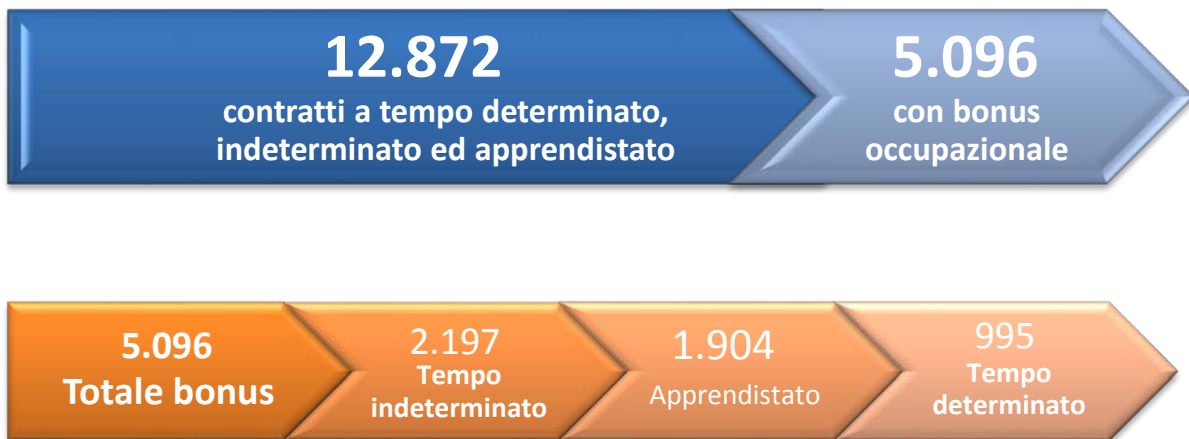 12.872
contratti a tempo determinato,
indeterminato ed apprendistato
5.096
con bonus
occupazionale
5.096
Totale bonus
2.197
Tempo
indeterminato
1.904
Apprendistato
995
Tempo
determinato